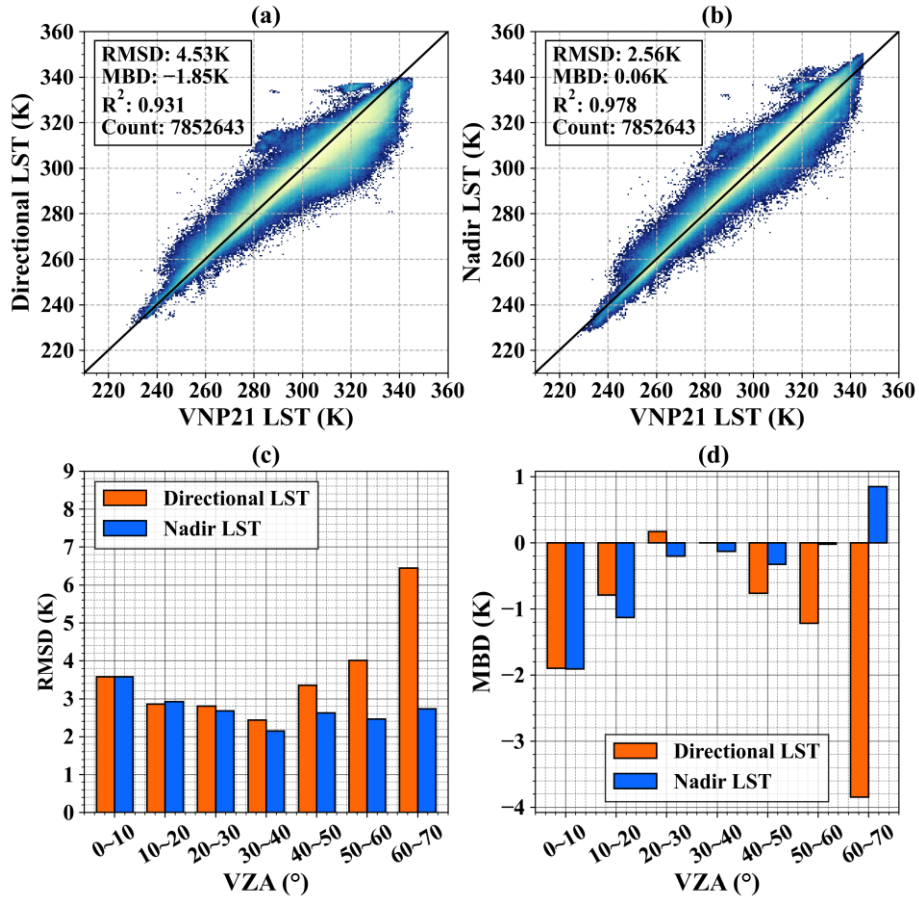 (a)
RMSD: 4.53K
MBD: −1.85K
R²: 0.931
Count: 7852643
360
340
320
300
280
260
240
220
Directional LST (K)
220 240 260 280 300 320 340 360
VNP21 LST (K)
(b)
RMSD: 2.56K
MBD: 0.06K
R²: 0.978
Count: 7852643
360
340
320
300
280
260
240
220
Nadir LST (K)
220 240 260 280 300 320 340 360
VNP21 LST (K)
(c)
Directional LST
Nadir LST
9
8
7
6
5
4
3
2
1
0
RMSD (K)
0~10 10~20 20~30 30~40 40~50 50~60 60~70
VZA (°)
(d)
1
0
−1
−2
−3
−4
MBD (K)
Directional LST
Nadir LST
0~10 10~20 20~30 30~40 40~50 50~60 60~70
VZA (°)